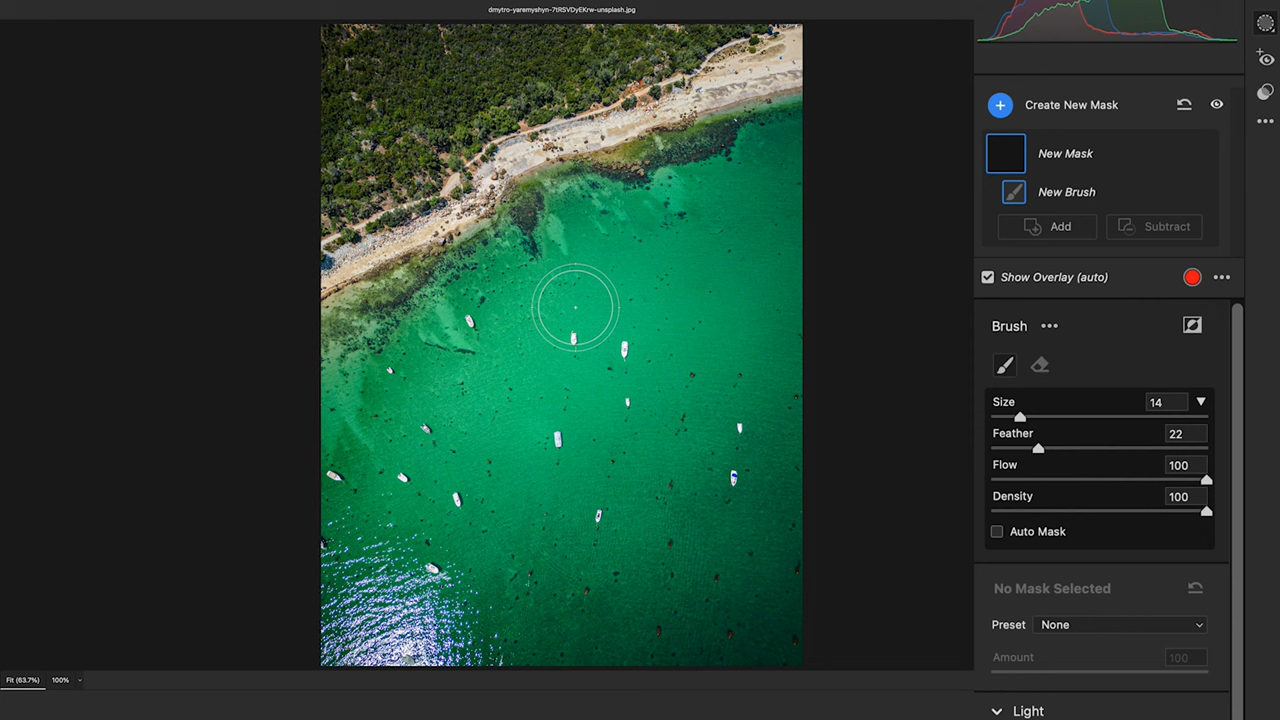 dmytro-yaremyshyn-7tRSVDyEKrw-unsplash.jpg
Create New Mask
New Mask
New Brush
Add
Subtract
Show Overlay (auto)
Brush
Size 14
Feather 22
Flow 100
Density 100
Auto Mask
No Mask Selected
Preset None
Amount 100
Light
Fit (63.7%) 100%